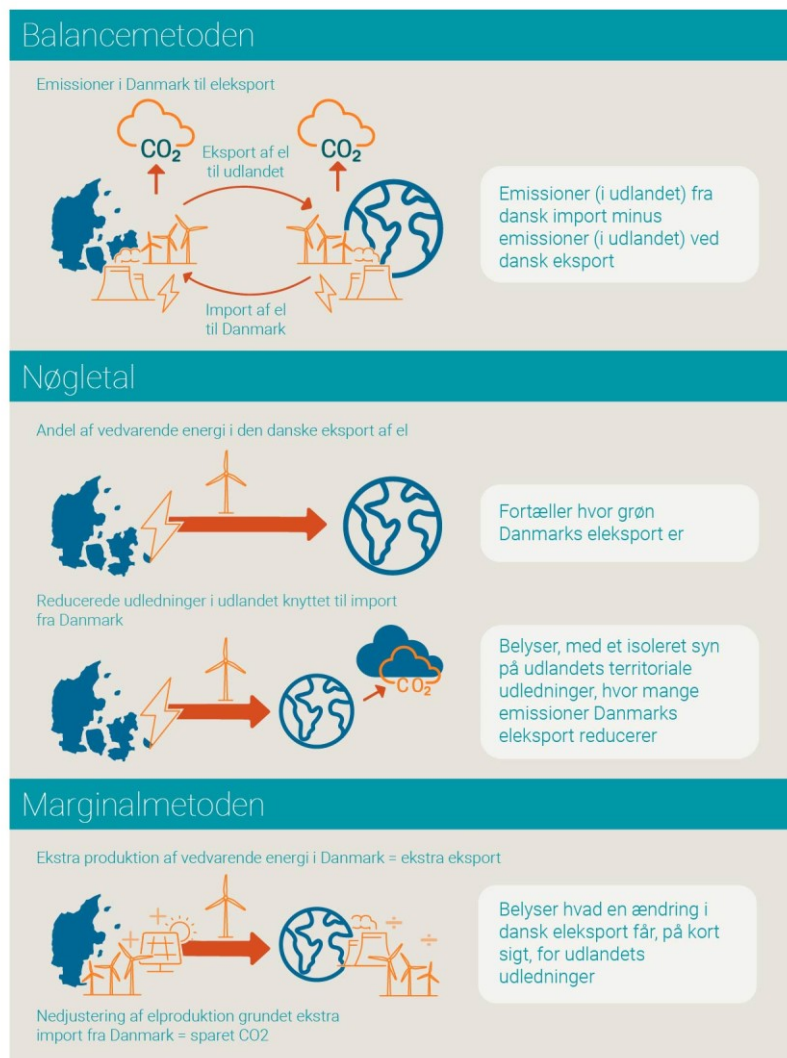 Balancemetoden
Emissioner i Danmark til eleksport
CO2
CO2
Eksport af el
til udlandet
Import af el
til Danmark
Emissioner (i udlandet) fra
dansk import minus
emissioner (i udlandet) ved
dansk eksport
Nøgletal
Andel af vedvarende energi i den danske eksport af el
Fortæller hvor grøn
Danmarks eleksport er
Reducerede udledninger i udlandet knyttet til import
fra Danmark
CO2
Belyser, med et isoleret syn
på udlandets territoriale
udledninger, hvor mange
emissioner Danmarks
eleksport reducerer
Marginalmetoden
Ekstra produktion af vedvarende energi i Danmark = ekstra eksport
Belyser hvad en ændring i
dansk eleksport får, på kort
sigt, for udlandets
udledninger
Nedjustering af elproduktion grundet ekstra
import fra Danmark = sparet CO2